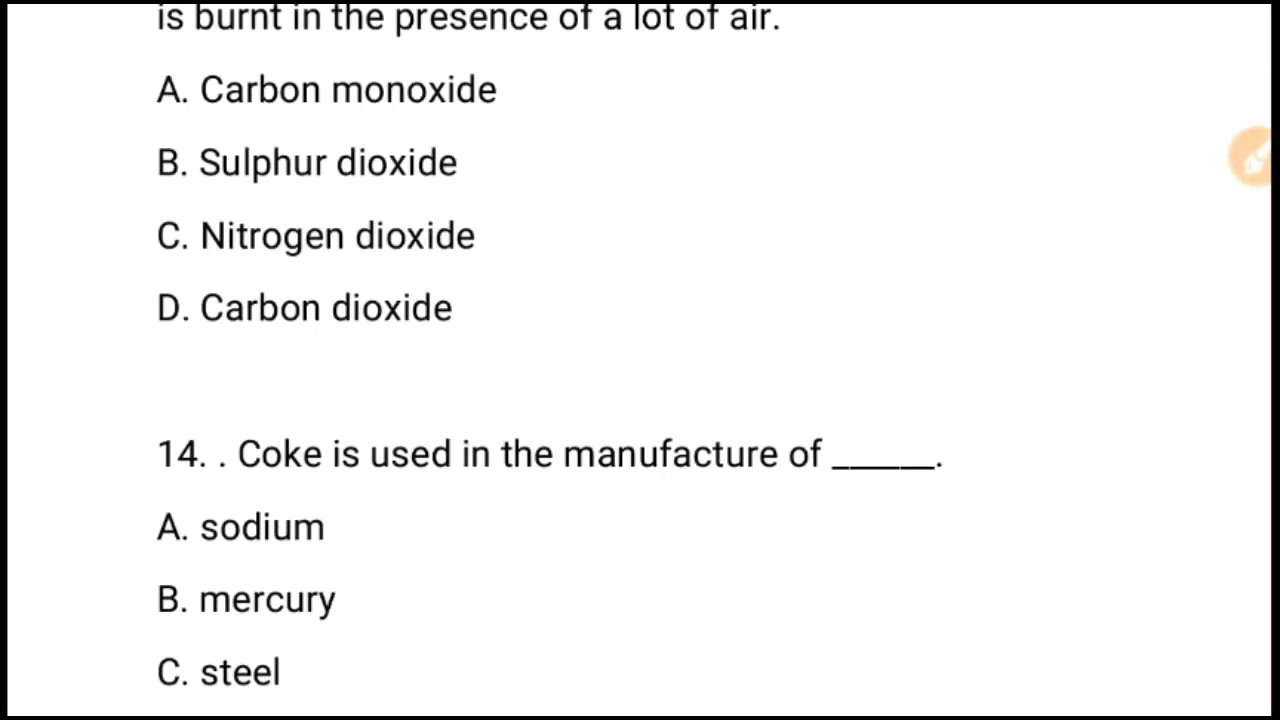 is burnt in the presence of a lot of air.
A. Carbon monoxide
B. Sulphur dioxide
C. Nitrogen dioxide
D. Carbon dioxide
14. . Coke is used in the manufacture of ______.
A. sodium
B. mercury
C. steel